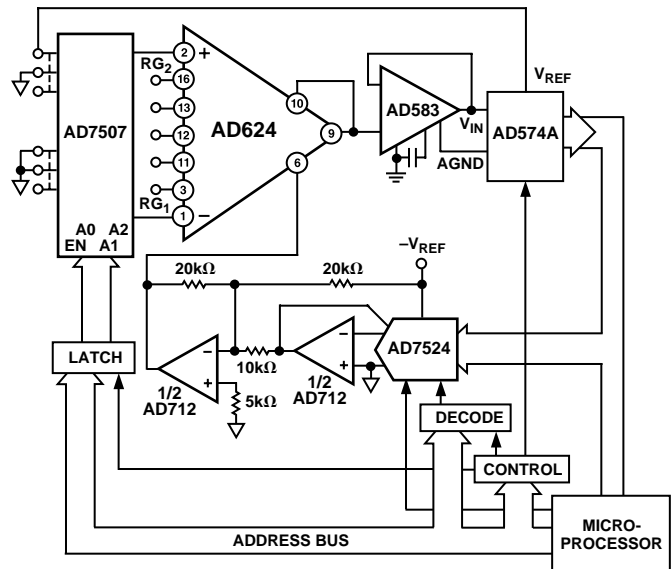 V_REF
AD7507
RG2
2
+
16
13
12
11
3
RG1
1
−
AD624
10
9
6
AD583
V_IN
AGND
AD574A
A0 A2
EN A1
−V_REF
20kΩ
20kΩ
LATCH
−
+
10kΩ
−
+
AD7524
1/2
AD712
5kΩ
1/2
AD712
DECODE
CONTROL
ADDRESS BUS
MICRO-
PROCESSOR